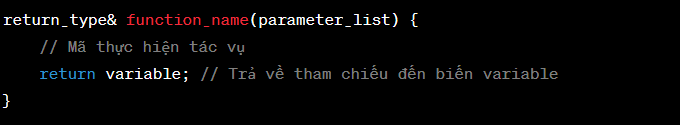 return_type& function_name(parameter_list) {
    // Mã thực hiện tác vụ
    return variable; // Trả về tham chiếu đến biến variable
}